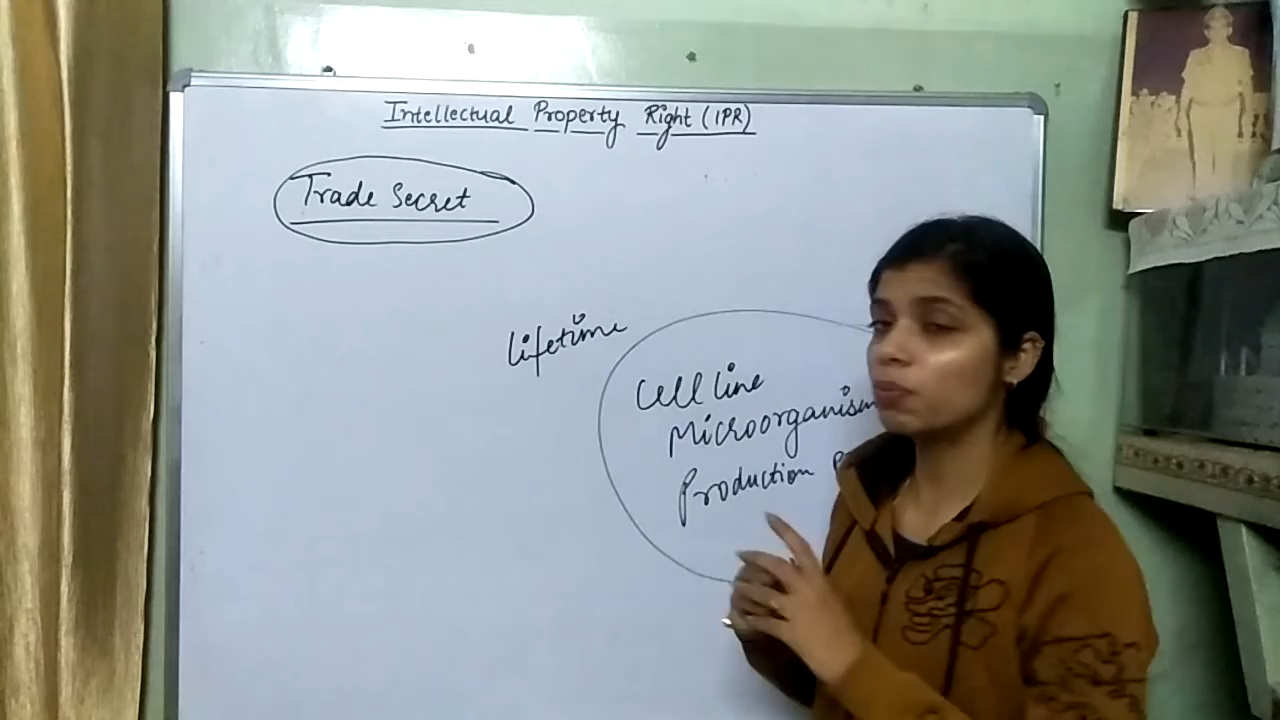 Intellectual Property Right (IPR)
Trade Secret
lifetime
Cell line
Microorganism
Production